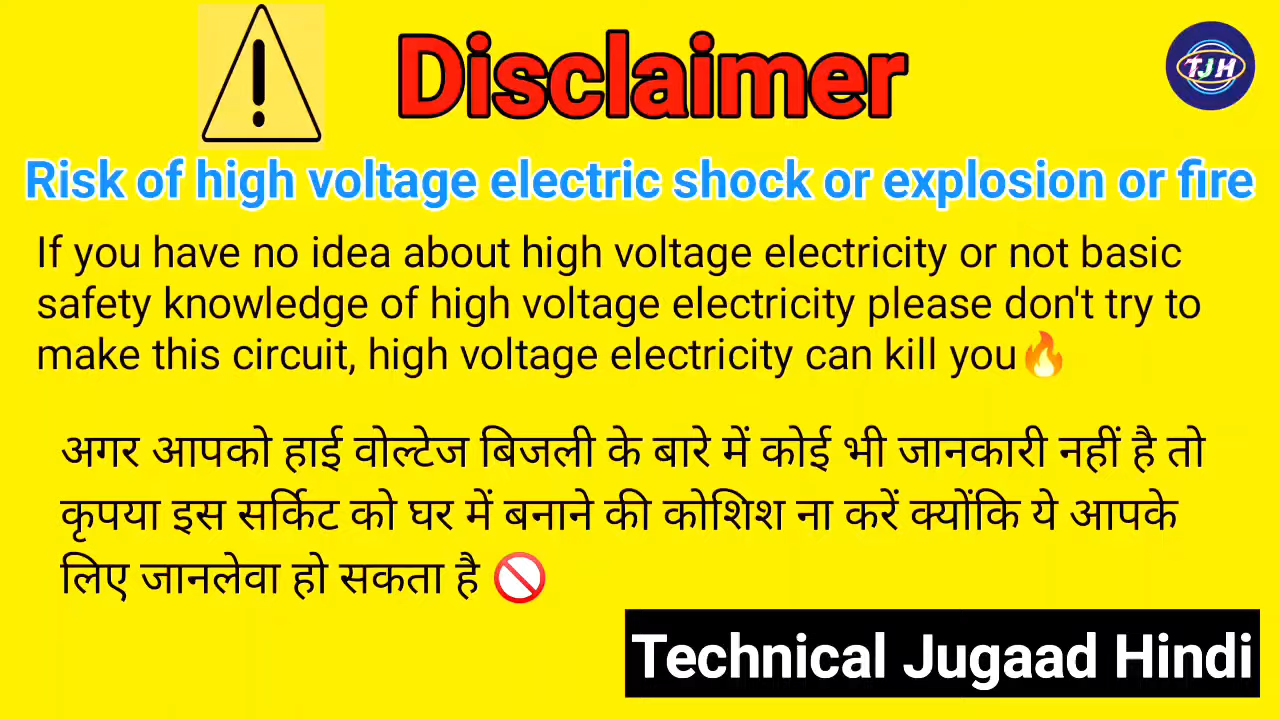 Disclaimer
TJH
Risk of high voltage electric shock or explosion or fire
If you have no idea about high voltage electricity or not basic
safety knowledge of high voltage electricity please don't try to
make this circuit, high voltage electricity can kill you🔥
अगर आपको हाई वोल्टेज बिजली के बारे में कोई भी जानकारी नहीं है तो
कृपया इस सर्किट को घर में बनाने की कोशिश ना करें क्योंकि ये आपके
लिए जानलेवा हो सकता है 🚫
Technical Jugaad Hindi